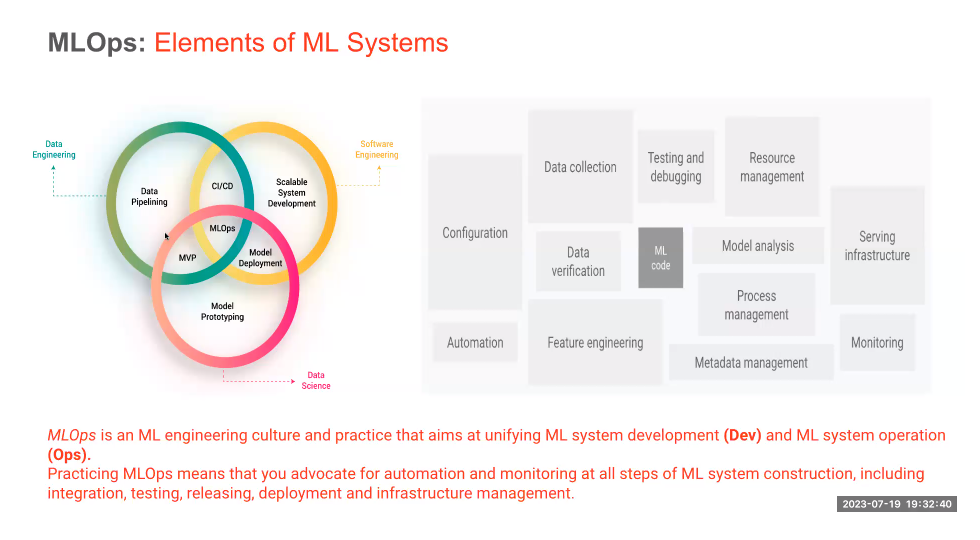 MLOps: Elements of ML Systems
Data
Engineering
Software
Engineering
Data
Pipelining
CI/CD
Scalable
System
Development
MLOps
MVP
Model
Deployment
Model
Prototyping
Data
Science
Configuration
Data collection
Testing and
debugging
Resource
management
Data
verification
ML
code
Model analysis
Serving
infrastructure
Process
management
Automation
Feature engineering
Metadata management
Monitoring
MLOps is an ML engineering culture and practice that aims at unifying ML system development (Dev) and ML system operation
(Ops).
Practicing MLOps means that you advocate for automation and monitoring at all steps of ML system construction, including
integration, testing, releasing, deployment and infrastructure management.
2023-07-19 19:32:40